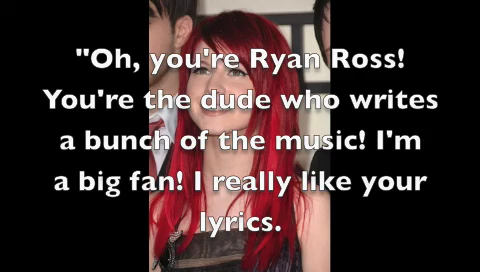 "Oh, you're Ryan Ross!
You're the dude who writes
a bunch of the music! I'm
a big fan! I really like your
lyrics.